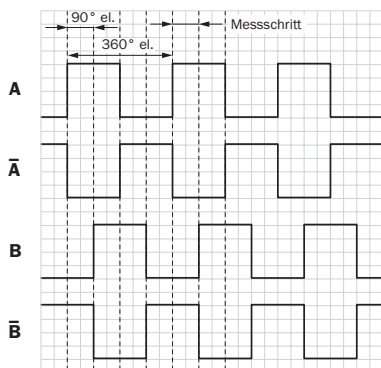 90° el.
Messschritt
360° el.
A
A̅
B
B̅